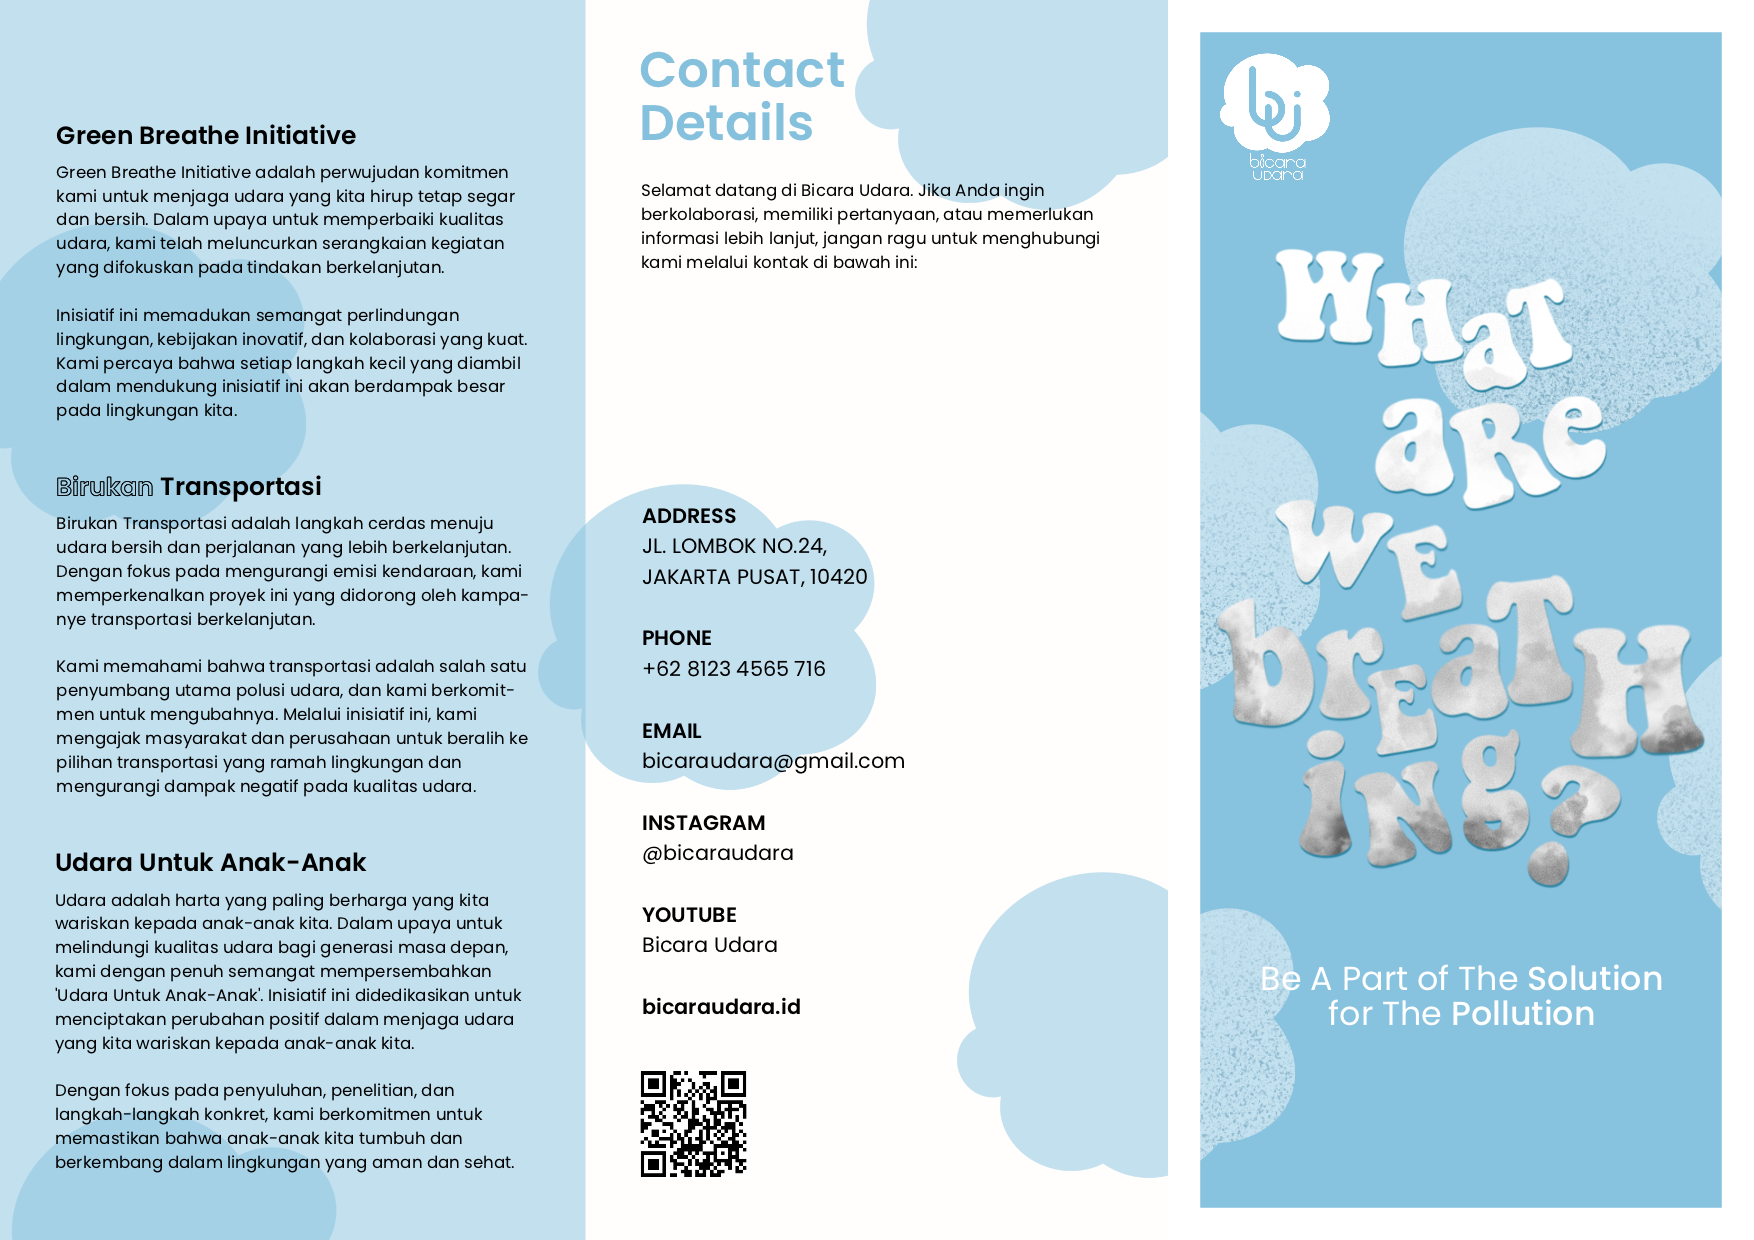 Green Breathe Initiative
Green Breathe Initiative adalah perwujudan komitmen
kami untuk menjaga udara yang kita hirup tetap segar
dan bersih. Dalam upaya untuk memperbaiki kualitas
udara, kami telah meluncurkan serangkaian kegiatan
yang difokuskan pada tindakan berkelanjutan.
Inisiatif ini memadukan semangat perlindungan
lingkungan, kebijakan inovatif, dan kolaborasi yang kuat.
Kami percaya bahwa setiap langkah kecil yang diambil
dalam mendukung inisiatif ini akan berdampak besar
pada lingkungan kita.
Birukan Transportasi
Birukan Transportasi adalah langkah cerdas menuju
udara bersih dan perjalanan yang lebih berkelanjutan.
Dengan fokus pada mengurangi emisi kendaraan, kami
memperkenalkan proyek ini yang didorong oleh kampa-
nye transportasi berkelanjutan.
Kami memahami bahwa transportasi adalah salah satu
penyumbang utama polusi udara, dan kami berkomit-
men untuk mengubahnya. Melalui inisiatif ini, kami
mengajak masyarakat dan perusahaan untuk beralih ke
pilihan transportasi yang ramah lingkungan dan
mengurangi dampak negatif pada kualitas udara.
Udara Untuk Anak-Anak
Udara adalah harta yang paling berharga yang kita
wariskan kepada anak-anak kita. Dalam upaya untuk
melindungi kualitas udara bagi generasi masa depan,
kami dengan penuh semangat mempersembahkan
'Udara Untuk Anak-Anak'. Inisiatif ini didedikasikan untuk
menciptakan perubahan positif dalam menjaga udara
yang kita wariskan kepada anak-anak kita.
Dengan fokus pada penyuluhan, penelitian, dan
langkah-langkah konkret, kami berkomitmen untuk
memastikan bahwa anak-anak kita tumbuh dan
berkembang dalam lingkungan yang aman dan sehat.
Contact
Details
Selamat datang di Bicara Udara. Jika Anda ingin
berkolaborasi, memiliki pertanyaan, atau memerlukan
informasi lebih lanjut, jangan ragu untuk menghubungi
kami melalui kontak di bawah ini:
ADDRESS
JL. LOMBOK NO.24,
JAKARTA PUSAT, 10420
PHONE
+62 8123 4565 716
EMAIL
bicaraudara@gmail.com
INSTAGRAM
@bicaraudara
YOUTUBE
Bicara Udara
bicaraudara.id
bicara
udara
WHaT
aRe
WE
brEaTH
iNg?
Be A Part of The Solution
for The Pollution